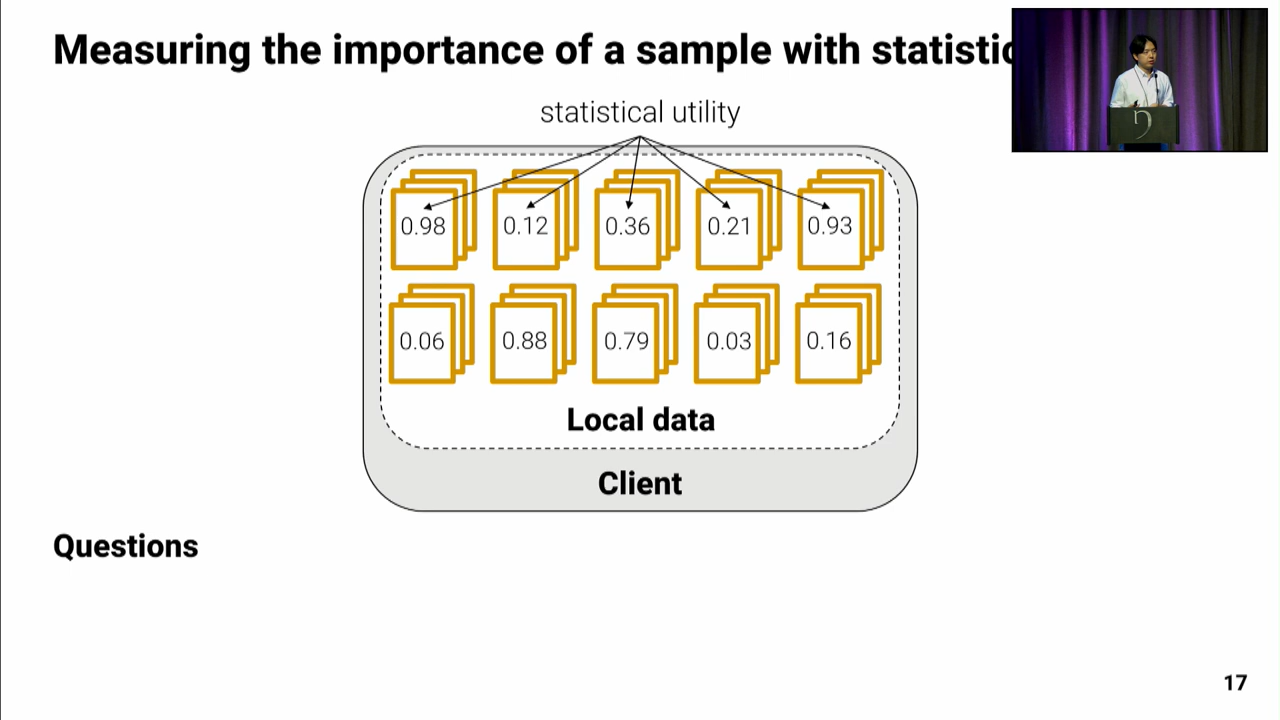 Measuring the importance of a sample with
statistical utility
0.98 0.12 0.36 0.21 0.93
0.06 0.88 0.79 0.03 0.16
Local data
Client
Questions
17